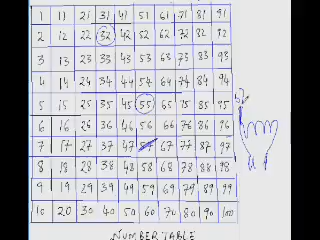 1 11 21 31 41 51 61 71 81 91
2 12 22 32 42 52 62 72 82 92
3 13 23 33 43 53 63 73 83 93
4 14 24 34 44 54 64 74 84 94
5 15 25 35 45 55 65 75 85 95
6 16 26 36 46 56 66 76 86 96
7 17 27 37 47 57 67 77 87 97
8 18 28 38 48 58 68 78 88 98
9 19 29 39 49 59 69 79 89 99
10 20 30 40 50 60 70 80 90 100
NUMBER TABLE